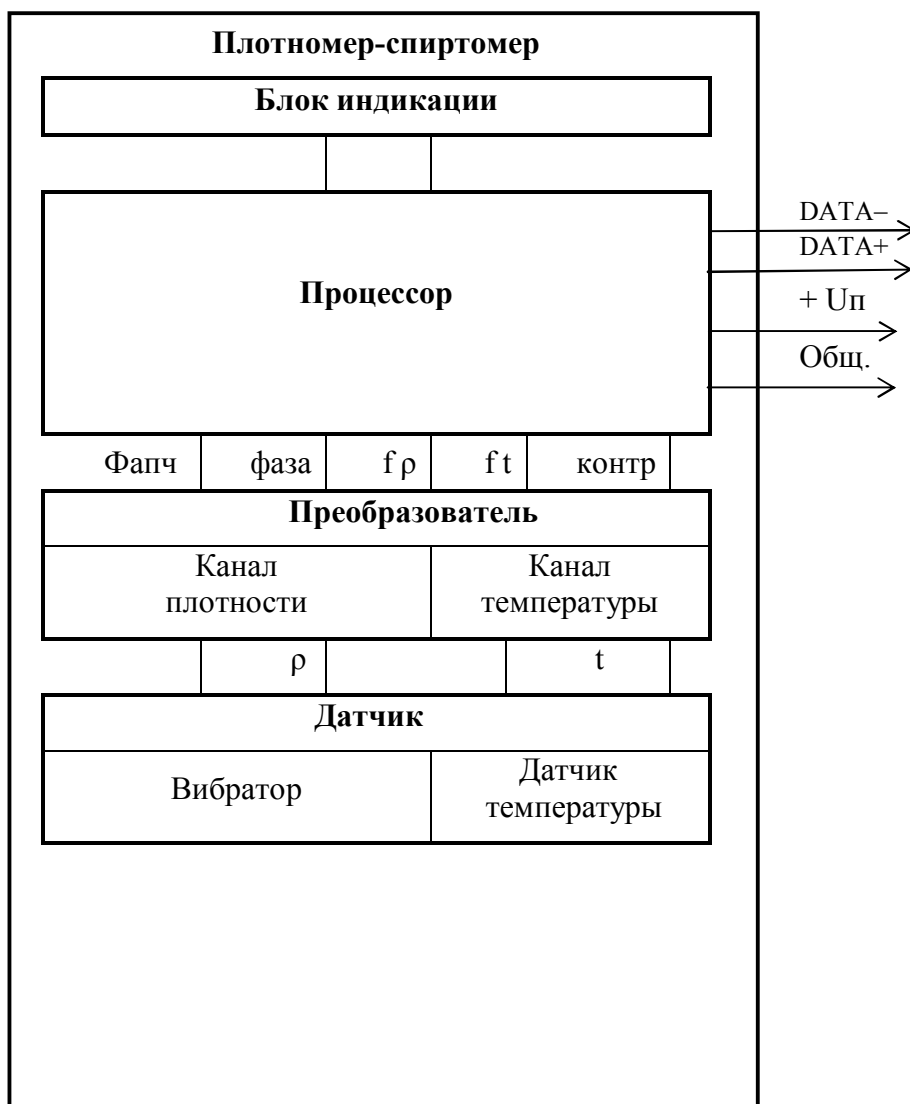 Плотномер-спиртомер
Блок индикации
DATA–
DATA+
Процессор
+ Uп
Общ.
Фапч фаза f ρ f t контр
Преобразователь
Канал плотности
Канал температуры
ρ t
Датчик
Вибратор
Датчик температуры